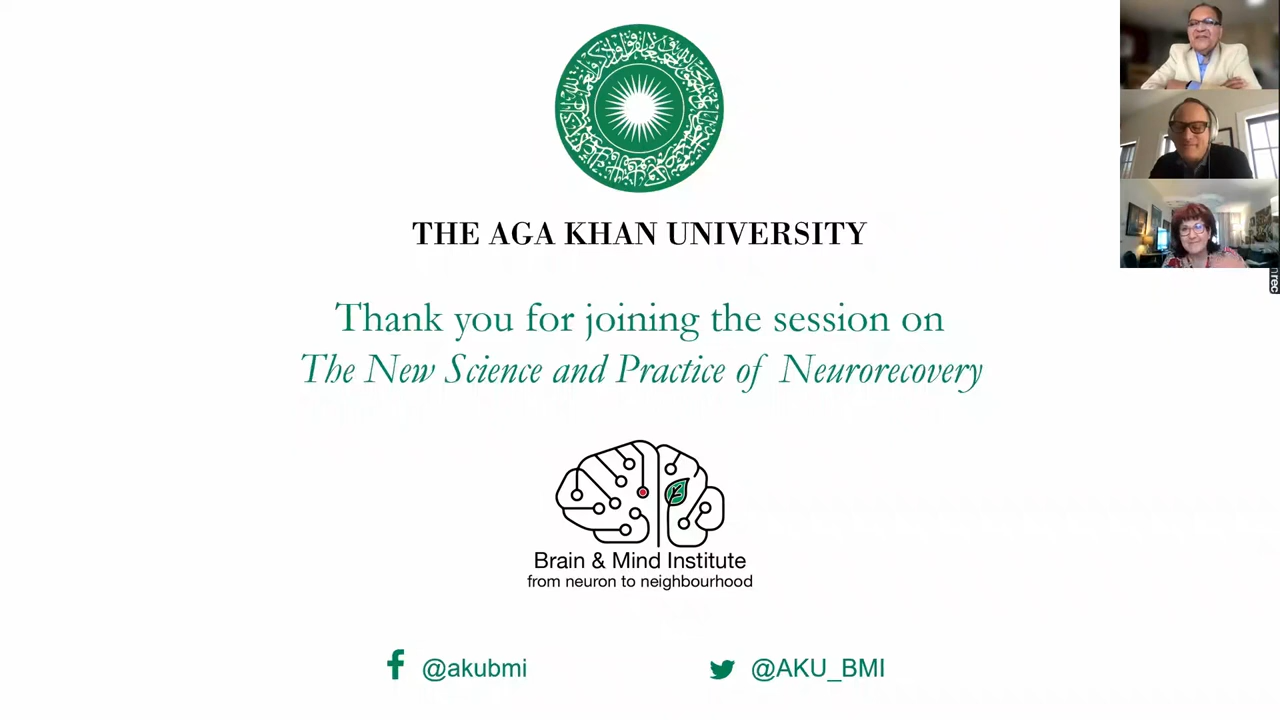 THE AGA KHAN UNIVERSITY
Thank you for joining the session on
The New Science and Practice of Neurorecovery
Brain & Mind Institute
from neuron to neighbourhood
@akubmi
@AKU_BMI